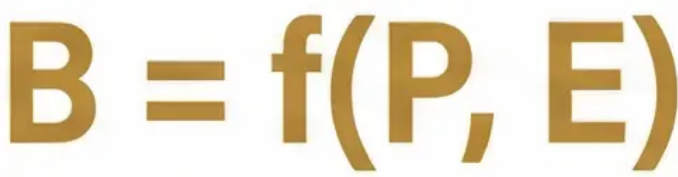 B = f(P, E)